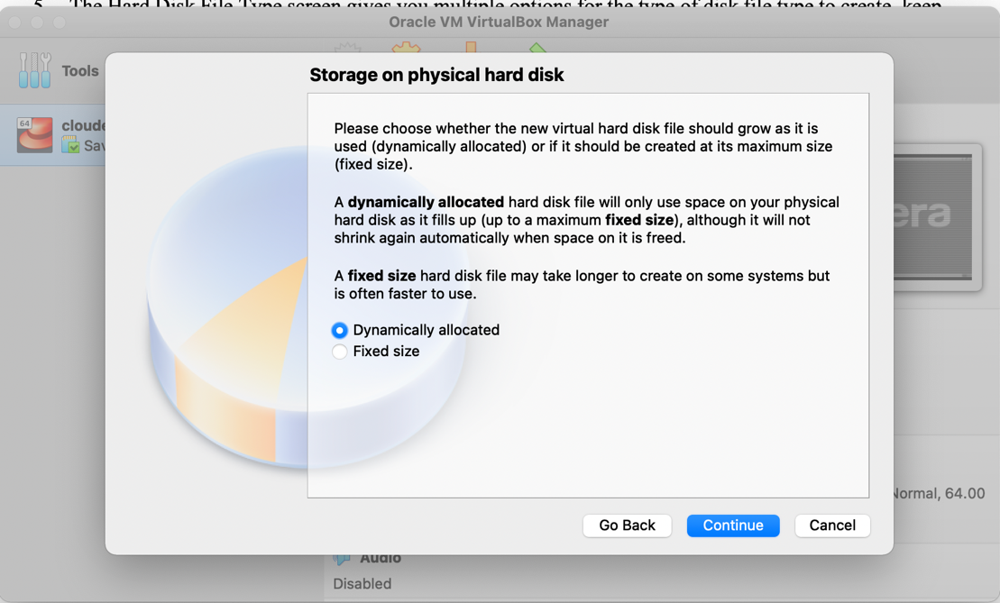 5. The Hard Disk File Type screen gives you multiple options for the type of disk file type to create, keep
Oracle VM VirtualBox Manager
Tools
Storage on physical hard disk
64
Please choose whether the new virtual hard disk file should grow as it is
used (dynamically allocated) or if it should be created at its maximum size
(fixed size).
A dynamically allocated hard disk file will only use space on your physical
hard disk as it fills up (up to a maximum fixed size), although it will not
shrink again automatically when space on it is freed.
A fixed size hard disk file may take longer to create on some systems but
is often faster to use.
Dynamically allocated
Fixed size
era
Normal, 64.00
Go Back
Continue
Cancel
Audio
Disabled